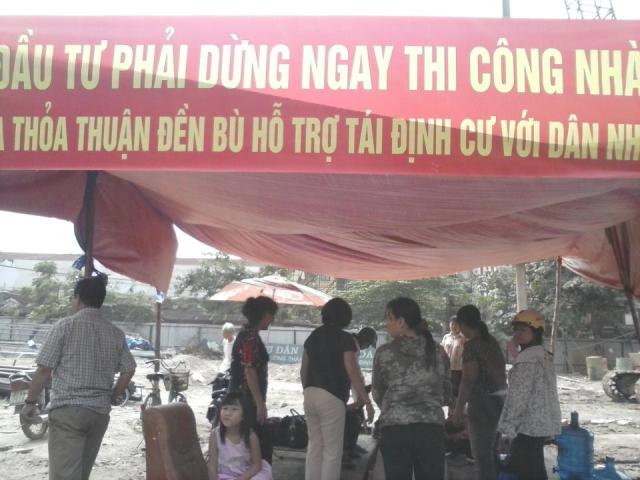 ĐẦU TƯ PHẢI DỪNG NGAY THI CÔNG NHÀ
THỎA THUẬN ĐỀN BÙ HỖ TRỢ TÁI ĐỊNH CƯ VỚI DÂN NH